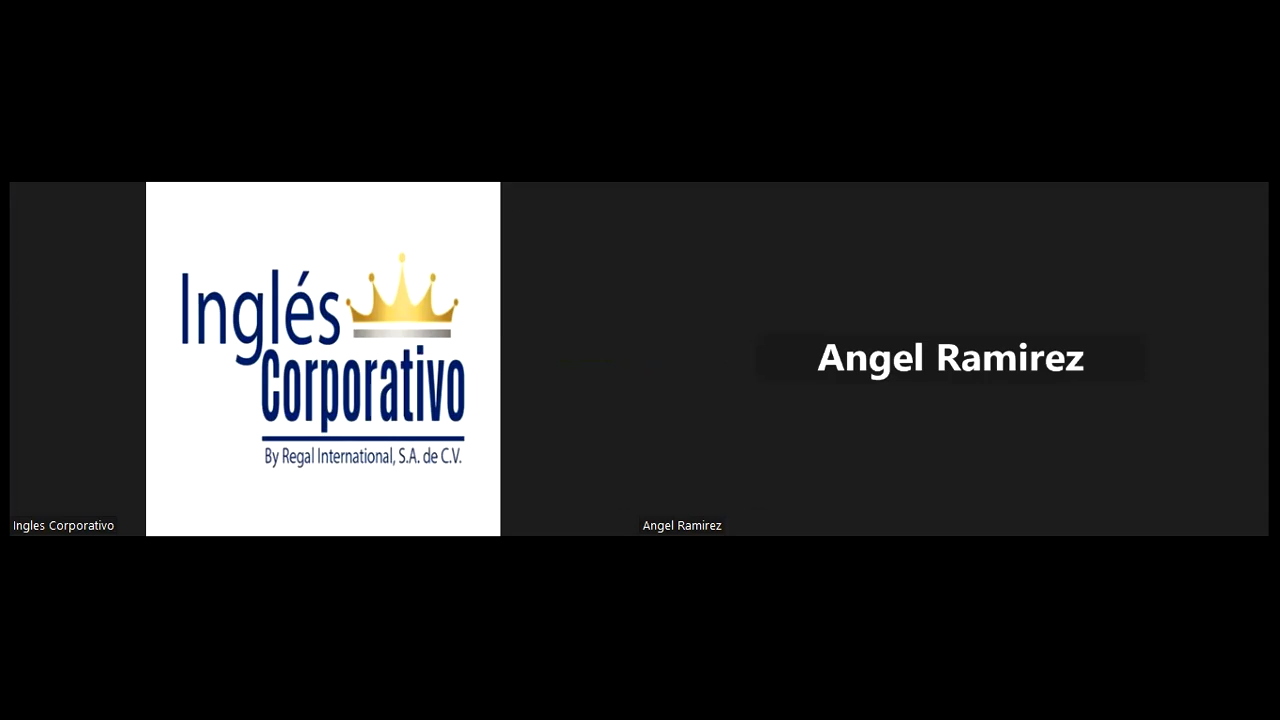 Inglés
Corporativo
By Regal International, S.A. de C.V.
Ingles Corporativo
Angel Ramirez
Angel Ramirez